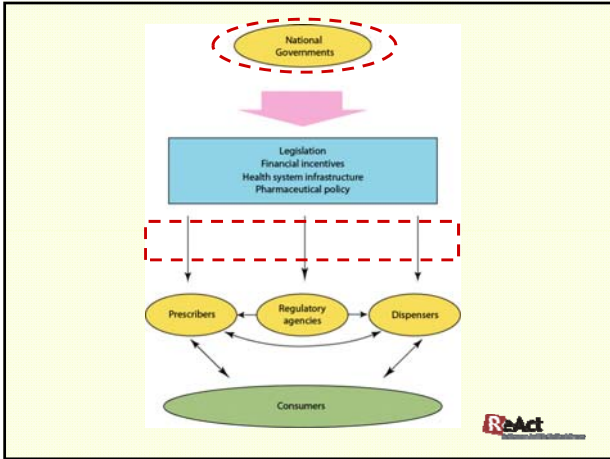 National
Governments
Legislation
Financial incentives
Health system infrastructure
Pharmaceutical policy
Prescribers
Regulatory
agencies
Dispensers
Consumers
ReAct